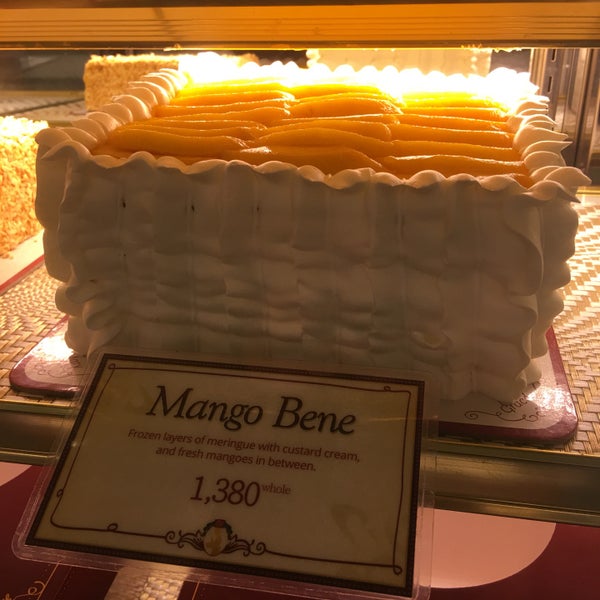 Mango Bene
Frozen layers of meringue with custard cream,
and fresh mangoes in between.
1,380 whole